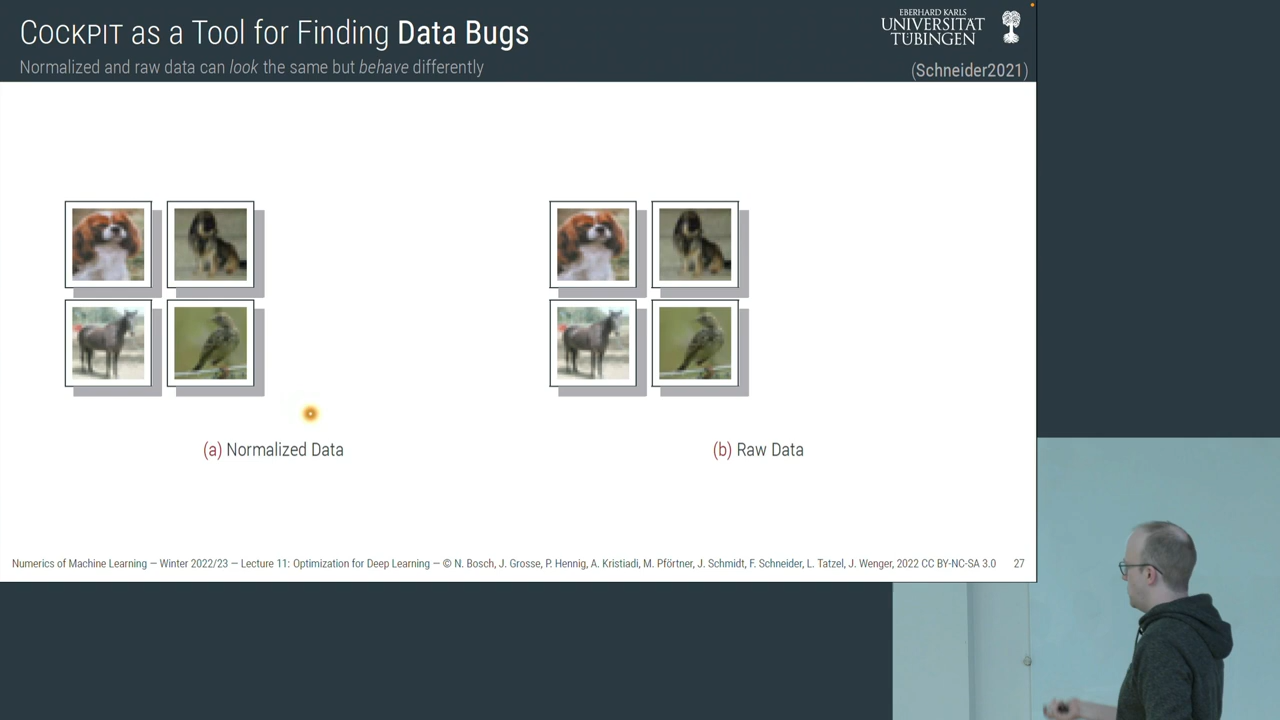 COCKPIT as a Tool for Finding Data Bugs
Normalized and raw data can look the same but behave differently
EBERHARD KARLS
UNIVERSITÄT
TÜBINGEN
(Schneider2021)
(a) Normalized Data
(b) Raw Data
Numerics of Machine Learning — Winter 2022/23 — Lecture 11: Optimization for Deep Learning — © N. Bosch, J. Grosse, P. Hennig, A. Kristiadi, M. Pförtner, J. Schmidt, F. Schneider, L. Tatzel, J. Wenger, 2022 CC BY-NC-SA 3.0 27